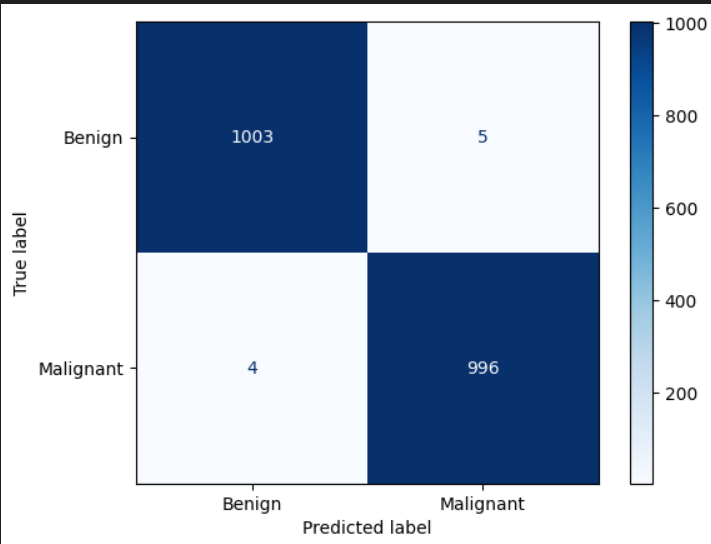 True label
Benign
1003
5
Malignant
4
996
Benign
Malignant
Predicted label
1000
800
600
400
200